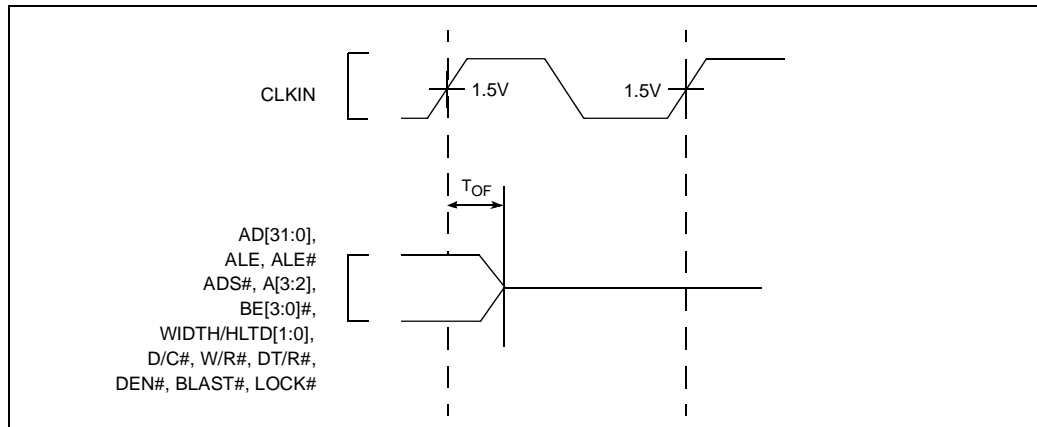 CLKIN
1.5V
1.5V
TOF
AD[31:0],
ALE, ALE#
ADS#, A[3:2],
BE[3:0]#,
WIDTH/HLTD[1:0],
D/C#, W/R#, DT/R#,
DEN#, BLAST#, LOCK#